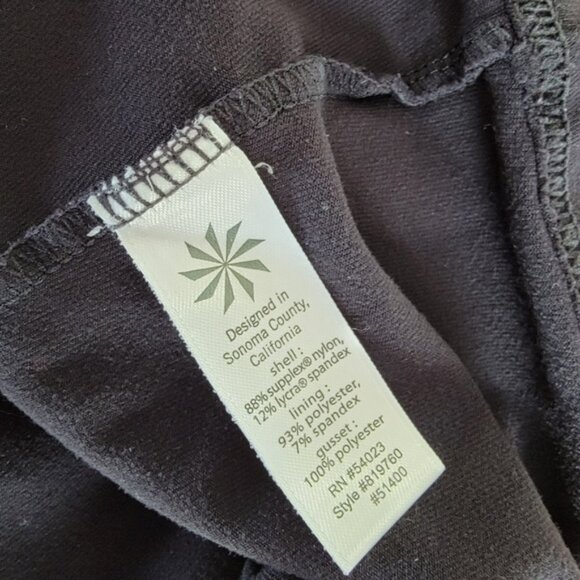 Designed in
Sonoma County,
California
shell:
88% supplex® nylon,
12% lycra® spandex
lining:
93% polyester,
7% spandex
gusset:
100% polyester
RN #54023
Style #819760
#51400